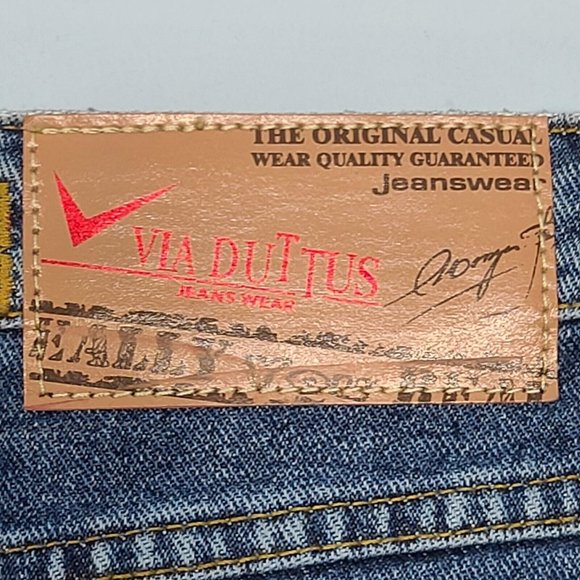 THE ORIGINAL CASUAL
WEAR QUALITY GUARANTEED
Jeanswear
VIA DUTTUS
JEANS WEAR